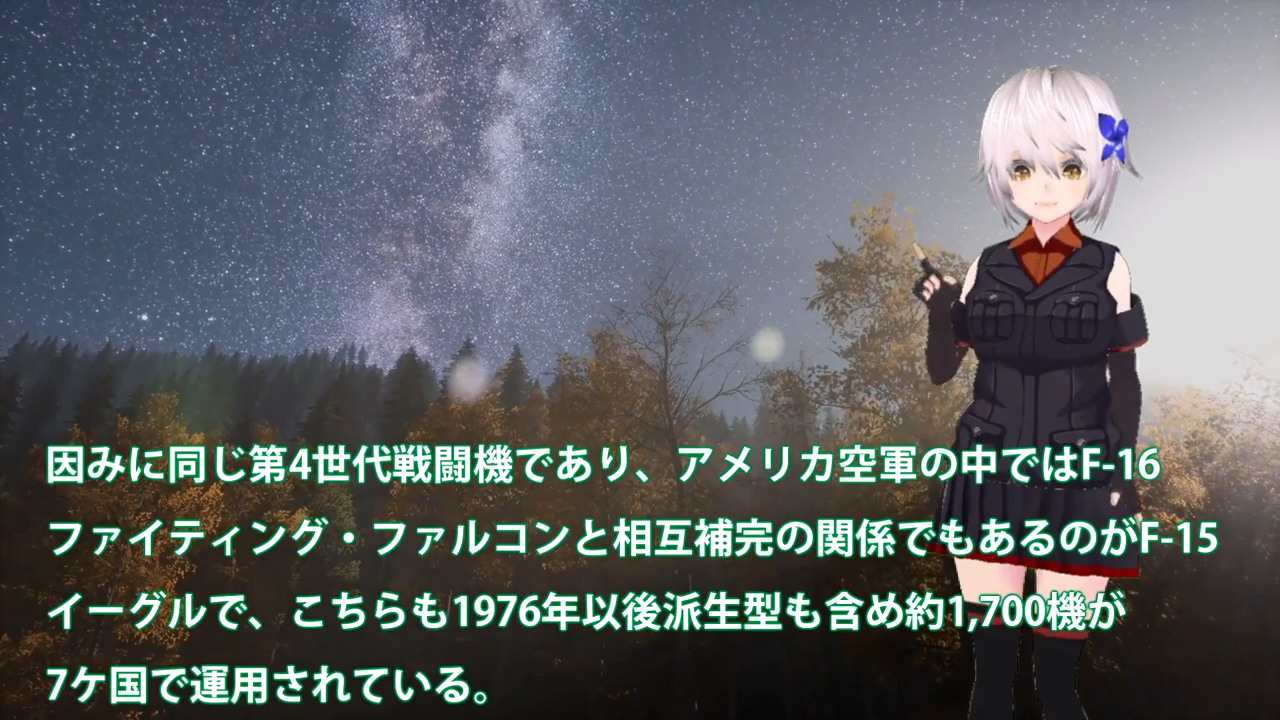 因みに同じ第4世代戦闘機であり、アメリカ空軍の中ではF-16
ファイティング・ファルコンと相互補完の関係でもあるのがF-15
イーグルで、こちらも1976年以後派生型も含め約1,700機が
7ケ国で運用されている。